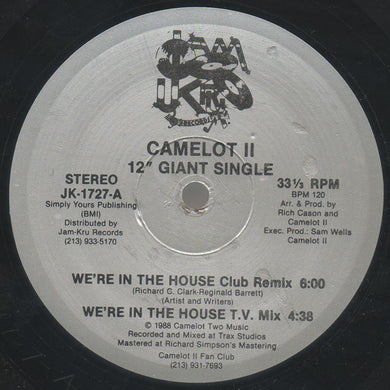 JAM
KRU
RECORDS
CAMELOT II
12" GIANT SINGLE
STEREO
JK-1727-A
Simply Yours Publishing
(BMI)
Distributed by
Jam-Kru Records
(213) 933-5170
33⅓ RPM
BPM 120
Arr. & Prod. by
Rich Cason and
Camelot II
Exec. Prod.: Sam Wells
Camelot II
WE'RE IN THE HOUSE Club Remix 6:00
(Richard C. Clark-Reginald Barrett)
(Artist and Writers)
WE'RE IN THE HOUSE T.V. Mix 4:38
© 1988 Camelot Two Music
Recorded and Mixed at Trax Studios
Mastered at Richard Simpson's Mastering
Camelot II Fan Club
(213) 931-7693